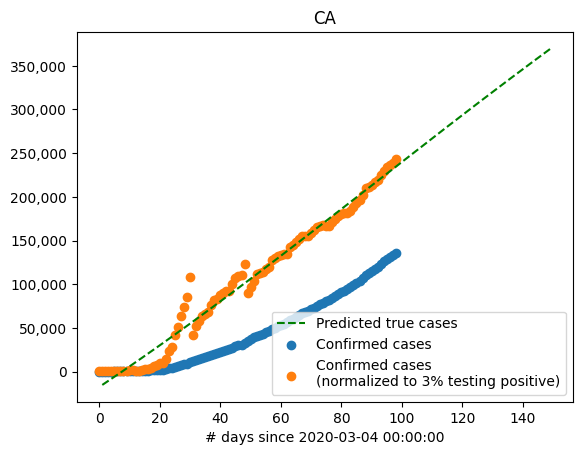 CA
350,000
300,000
250,000
200,000
150,000
100,000
50,000
0
Predicted true cases
Confirmed cases
Confirmed cases
(normalized to 3% testing positive)
0 20 40 60 80 100 120 140
# days since 2020-03-04 00:00:00